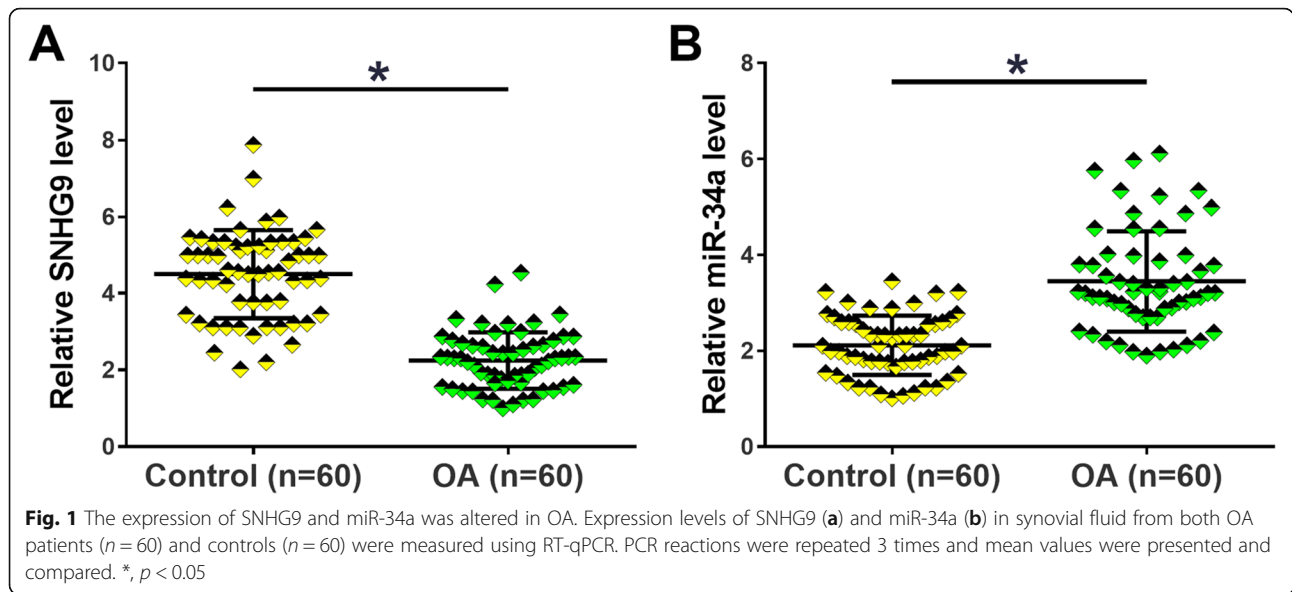 A
B
*
*
Relative SNHG9 level
10
8
6
4
2
0
Control (n=60)
OA (n=60)
Relative miR-34a level
8
6
4
2
0
Control (n=60)
OA (n=60)
Fig. 1 The expression of SNHG9 and miR-34a was altered in OA. Expression levels of SNHG9 (a) and miR-34a (b) in synovial fluid from both OA
patients (n = 60) and controls (n = 60) were measured using RT-qPCR. PCR reactions were repeated 3 times and mean values were presented and
compared. *, p < 0.05